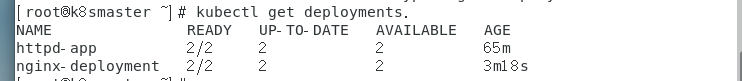 [root@k8smaster ~]# kubectl get deployments.
NAME READY UP-TO-DATE AVAILABLE AGE
httpd-app 2/2 2 2 65m
nginx-deployment 2/2 2 2 3m18s